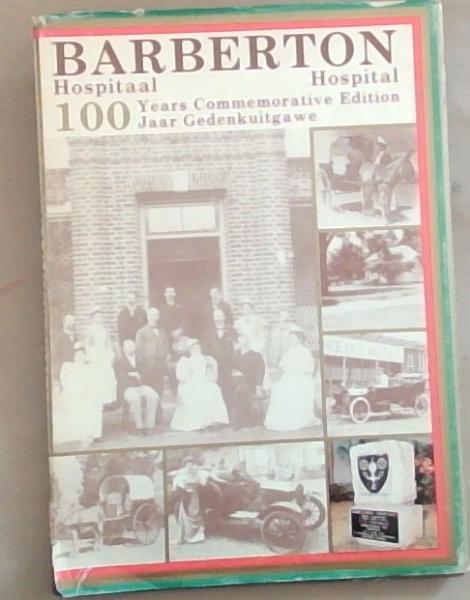 BARBERTON
Hospitaal Hospital
100 Years Commemorative Edition
Jaar Gedenkuitgawe